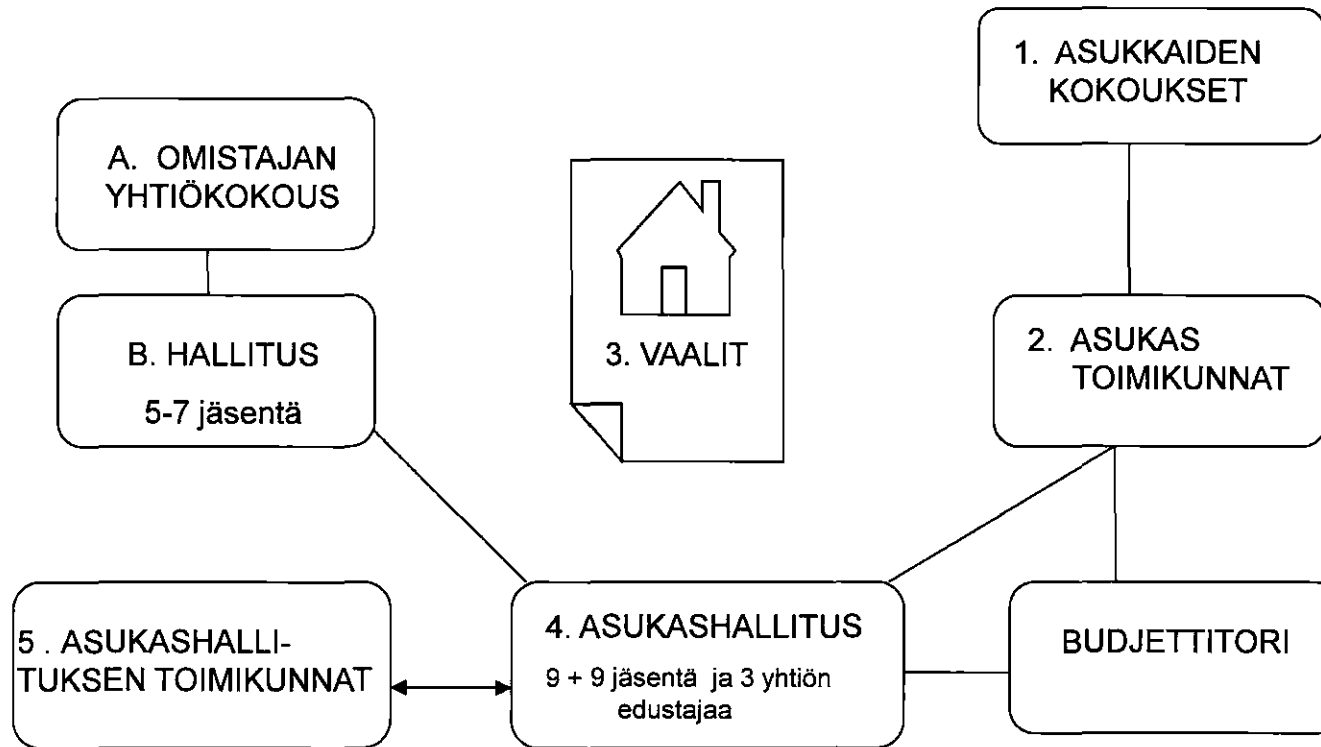 1. ASUKKAIDEN
KOKOUKSET
A. OMISTAJAN
YHTIÖKOKOUS
B. HALLITUS
5-7 jäsentä
3. VAALIT
2. ASUKAS
TOIMIKUNNAT
5 . ASUKASHALLI-
TUKSEN TOIMIKUNNAT
4. ASUKASHALLITUS
9 + 9 jäsentä ja 3 yhtiön
edustajaa
BUDJETTITORI